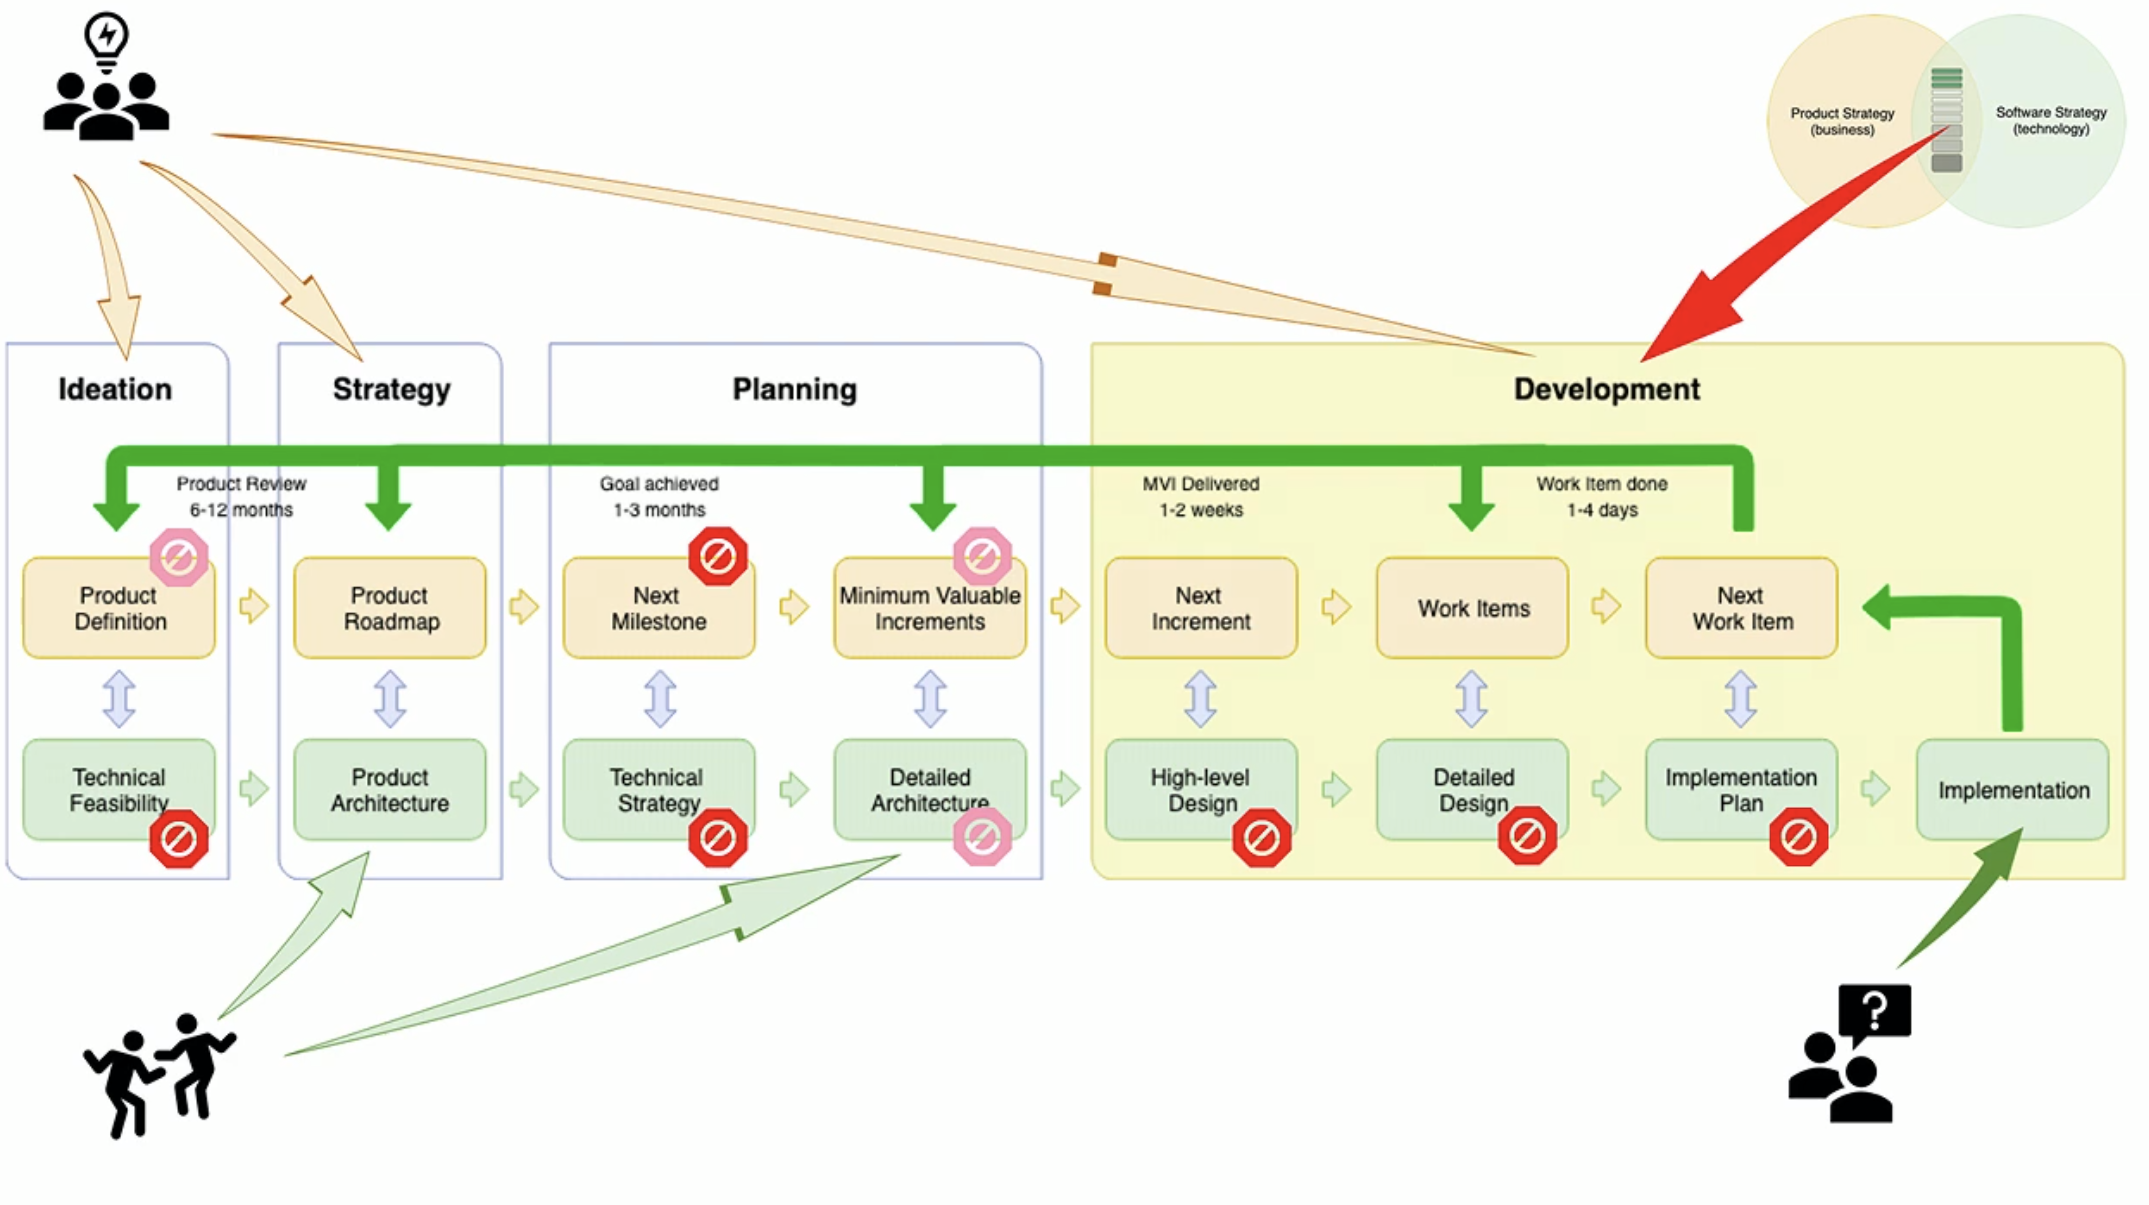 Product Strategy
(business)
Software Strategy
(technology)
Ideation
Strategy
Planning
Development
Product Review
6-12 months
Goal achieved
1-3 months
MVI Delivered
1-2 weeks
Work Item done
1-4 days
Product
Definition
Product
Roadmap
Next
Milestone
Minimum Valuable
Increments
Next
Increment
Work Items
Next
Work Item
Technical
Feasibility
Product
Architecture
Technical
Strategy
Detailed
Architecture
High-level
Design
Detailed
Design
Implementation
Plan
Implementation
?